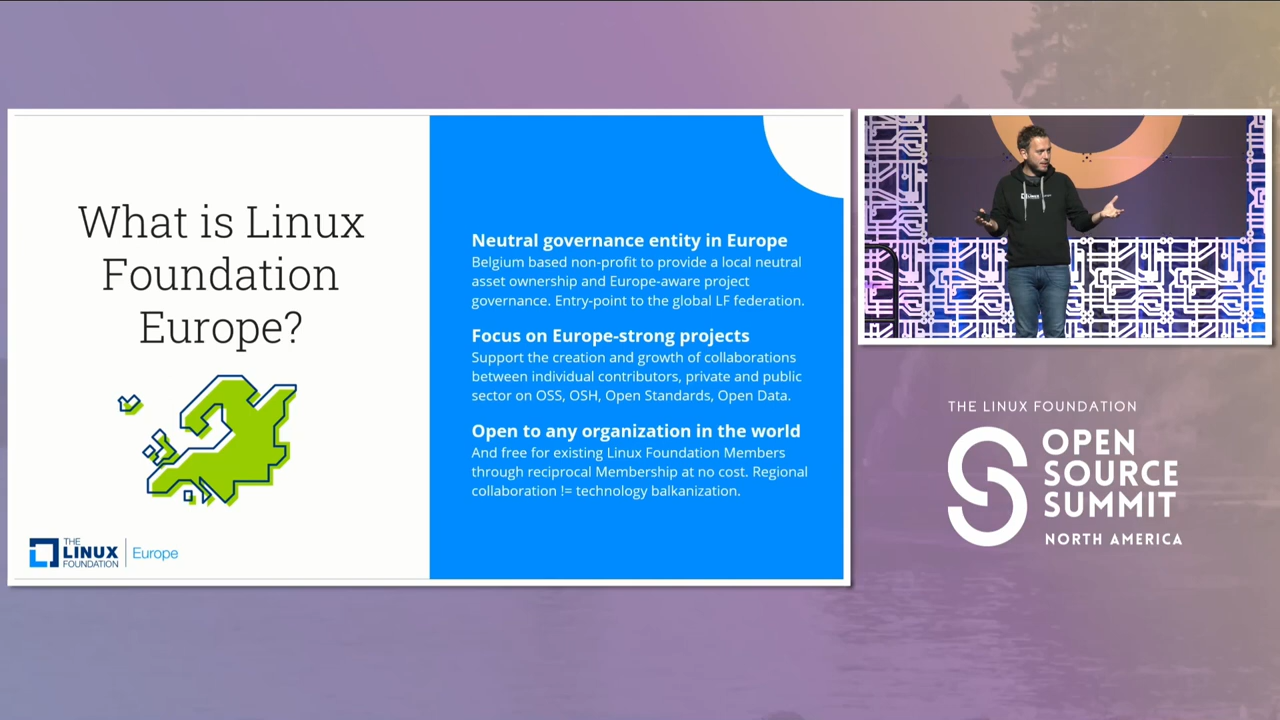 What is Linux
Foundation
Europe?
THE
LINUX
FOUNDATION
Europe
Neutral governance entity in Europe
Belgium based non-profit to provide a local neutral
asset ownership and Europe-aware project
governance. Entry-point to the global LF federation.
Focus on Europe-strong projects
Support the creation and growth of collaborations
between individual contributors, private and public
sector on OSS, OSH, Open Standards, Open Data.
Open to any organization in the world
And free for existing Linux Foundation Members
through reciprocal Membership at no cost. Regional
collaboration != technology balkanization.
THE LINUX FOUNDATION
OPEN
SOURCE
SUMMIT
NORTH AMERICA